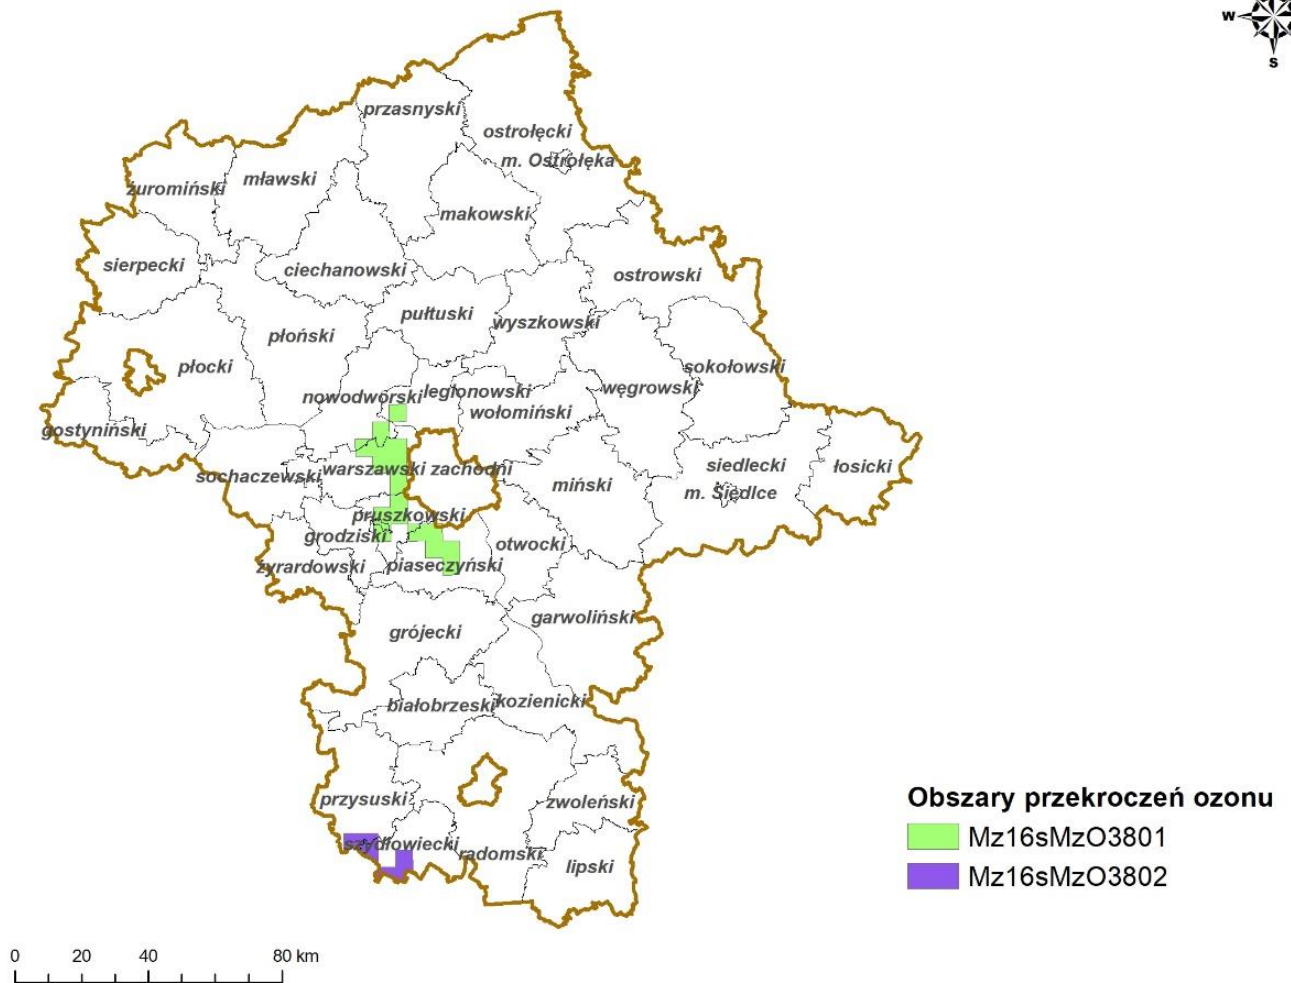 W
S
przasnyski
ostrołęcki
m. Ostrołęka
żuromiński
mławski
makowski
sierpecki
ciechanowski
ostrowski
pułtuski
wyszkowski
płoński
płocki
sokołowski
węgrowski
nowodworski
legionowski
wołomiński
gostyniński
sochaczewski
warszawski zachodni
siedlecki
łosicki
miński
m. Siedlce
pruszkowski
grodziski
otwocki
żyrardowski
piaseczyński
garwoliński
grójecki
białobrzeski
kozienicki
przysuski
zwoleński
szydłowiecki
radomski
lipski
Obszary przekroczeń ozonu
Mz16sMzO3801
Mz16sMzO3802
0 20 40 80 km